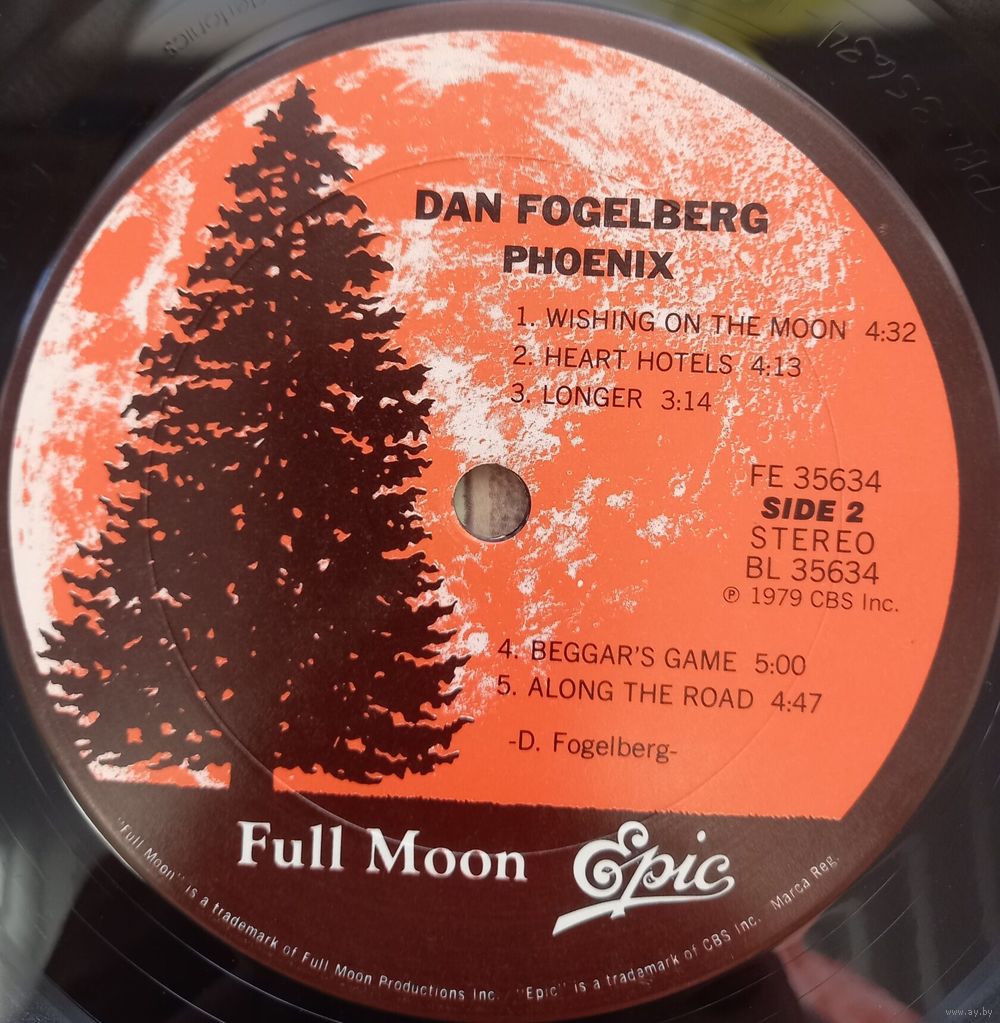 DAN FOGELBERG
PHOENIX
1. WISHING ON THE MOON 4:32
2. HEART HOTELS 4:13
3. LONGER 3:14
FE 35634
SIDE 2
STEREO
BL 35634
℗ 1979 CBS Inc.
4. BEGGAR'S GAME 5:00
5. ALONG THE ROAD 4:47
-D. Fogelberg-
Full Moon Epic
"Full Moon" is a trademark of Full Moon Productions Inc. "Epic" is a trademark of CBS Inc. Marca Reg.
www.ay.by